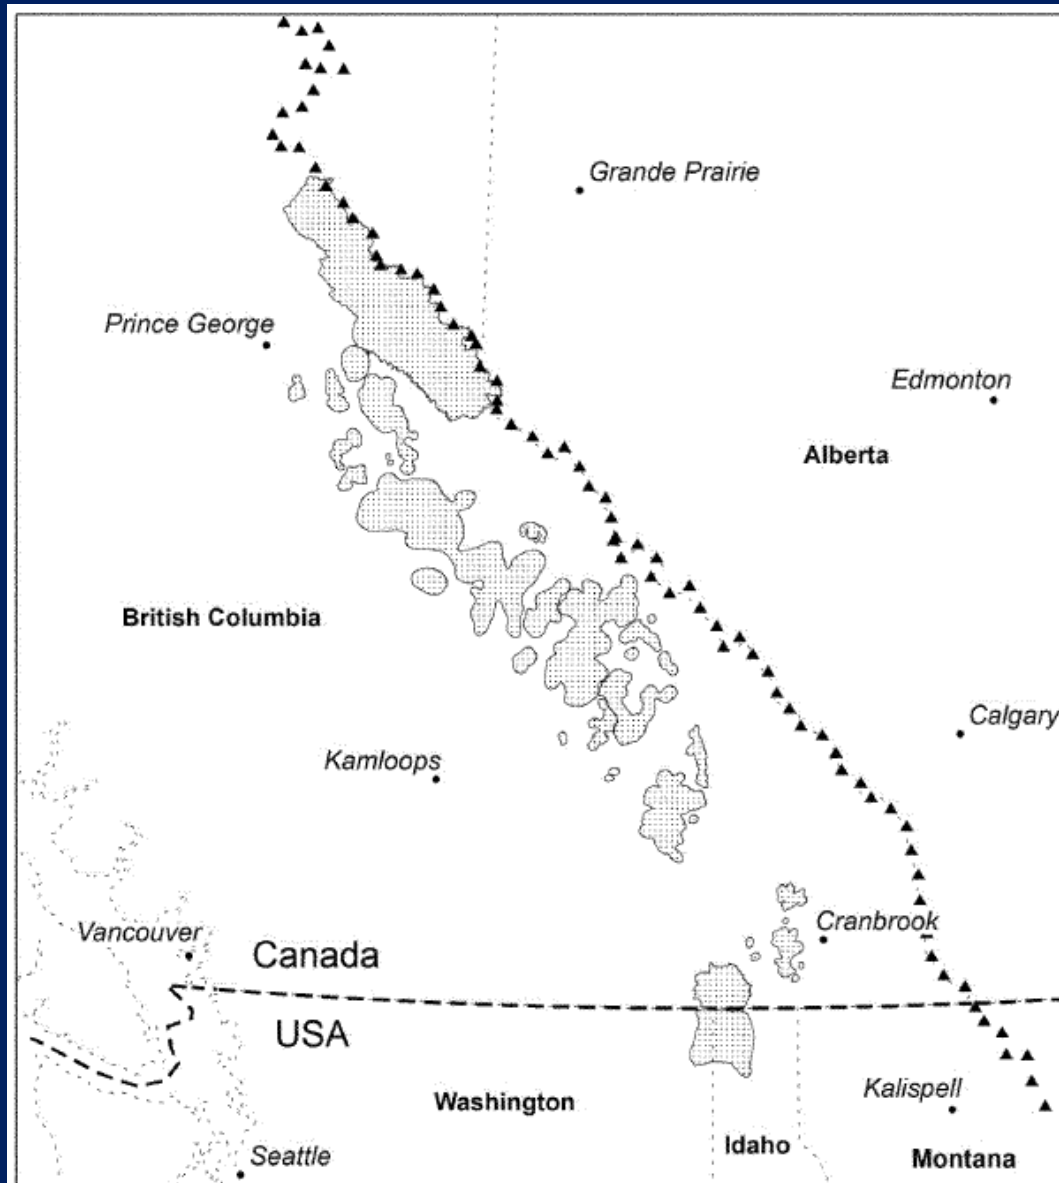 Grande Prairie
Prince George
Edmonton
Alberta
British Columbia
Calgary
Kamloops
Cranbrook
Vancouver
Canada
USA
Kalispell
Washington
Idaho
Seattle
Montana